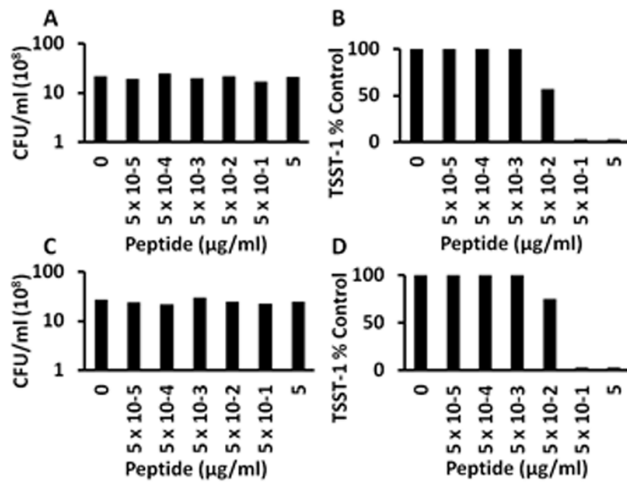 A
CFU/ml (10⁸)
100
10
1
0
5 x 10-5
5 x 10-4
5 x 10-3
5 x 10-2
5 x 10-1
5
Peptide (µg/ml)
B
TSST-1 % Control
100
50
0
0
5 x 10-5
5 x 10-4
5 x 10-3
5 x 10-2
5 x 10-1
5
Peptide (µg/ml)
C
CFU/ml (10⁸)
100
10
1
0
5 x 10-5
5 x 10-4
5 x 10-3
5 x 10-2
5 x 10-1
5
Peptide (µg/ml)
D
TSST-1 % Control
100
50
0
0
5 x 10-5
5 x 10-4
5 x 10-3
5 x 10-2
5 x 10-1
5
Peptide (µg/ml)